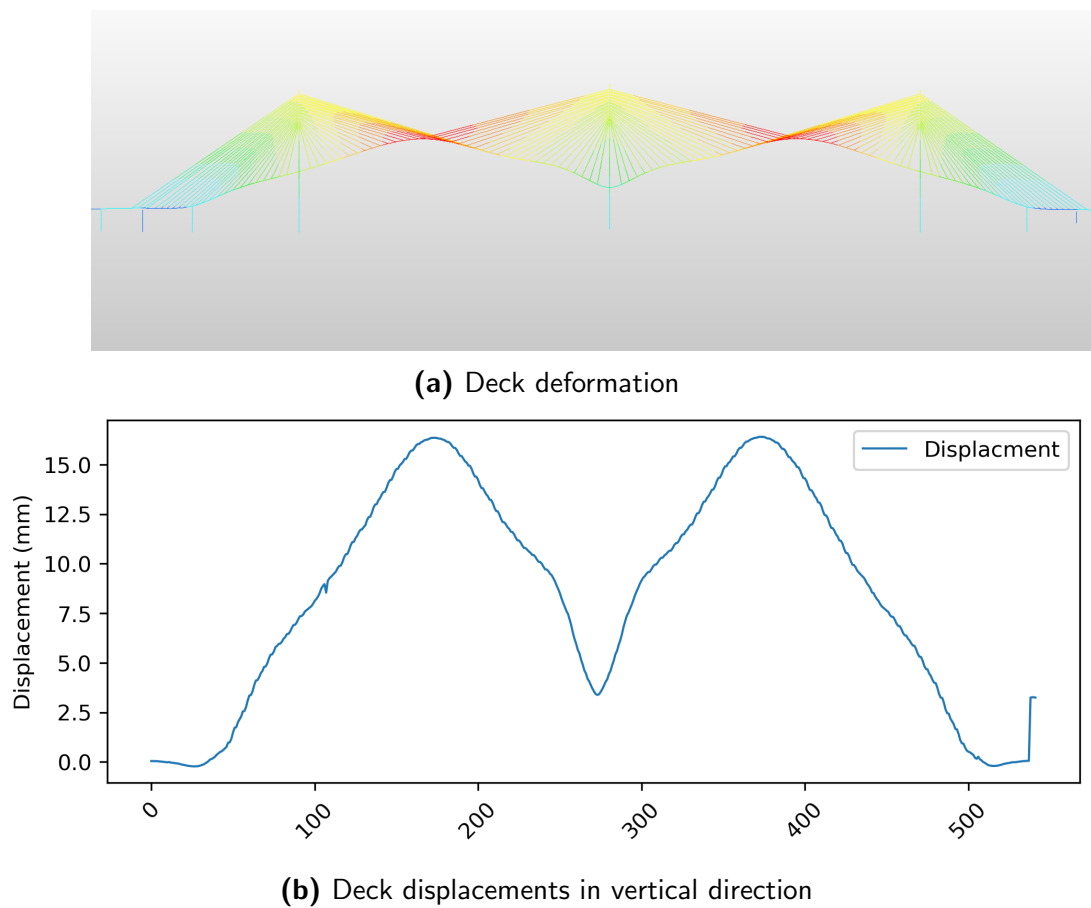 (a) Deck deformation
Displacment
Displacement (mm)
15.0
12.5
10.0
7.5
5.0
2.5
0.0
0 100 200 300 400 500
(b) Deck displacements in vertical direction